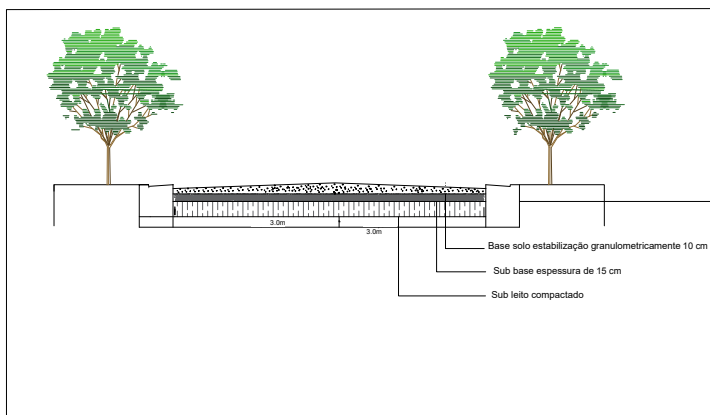 3.0m
3.0m
Base solo estabilização granulometricamente 10 cm
Sub base espessura de 15 cm
Sub leito compactado